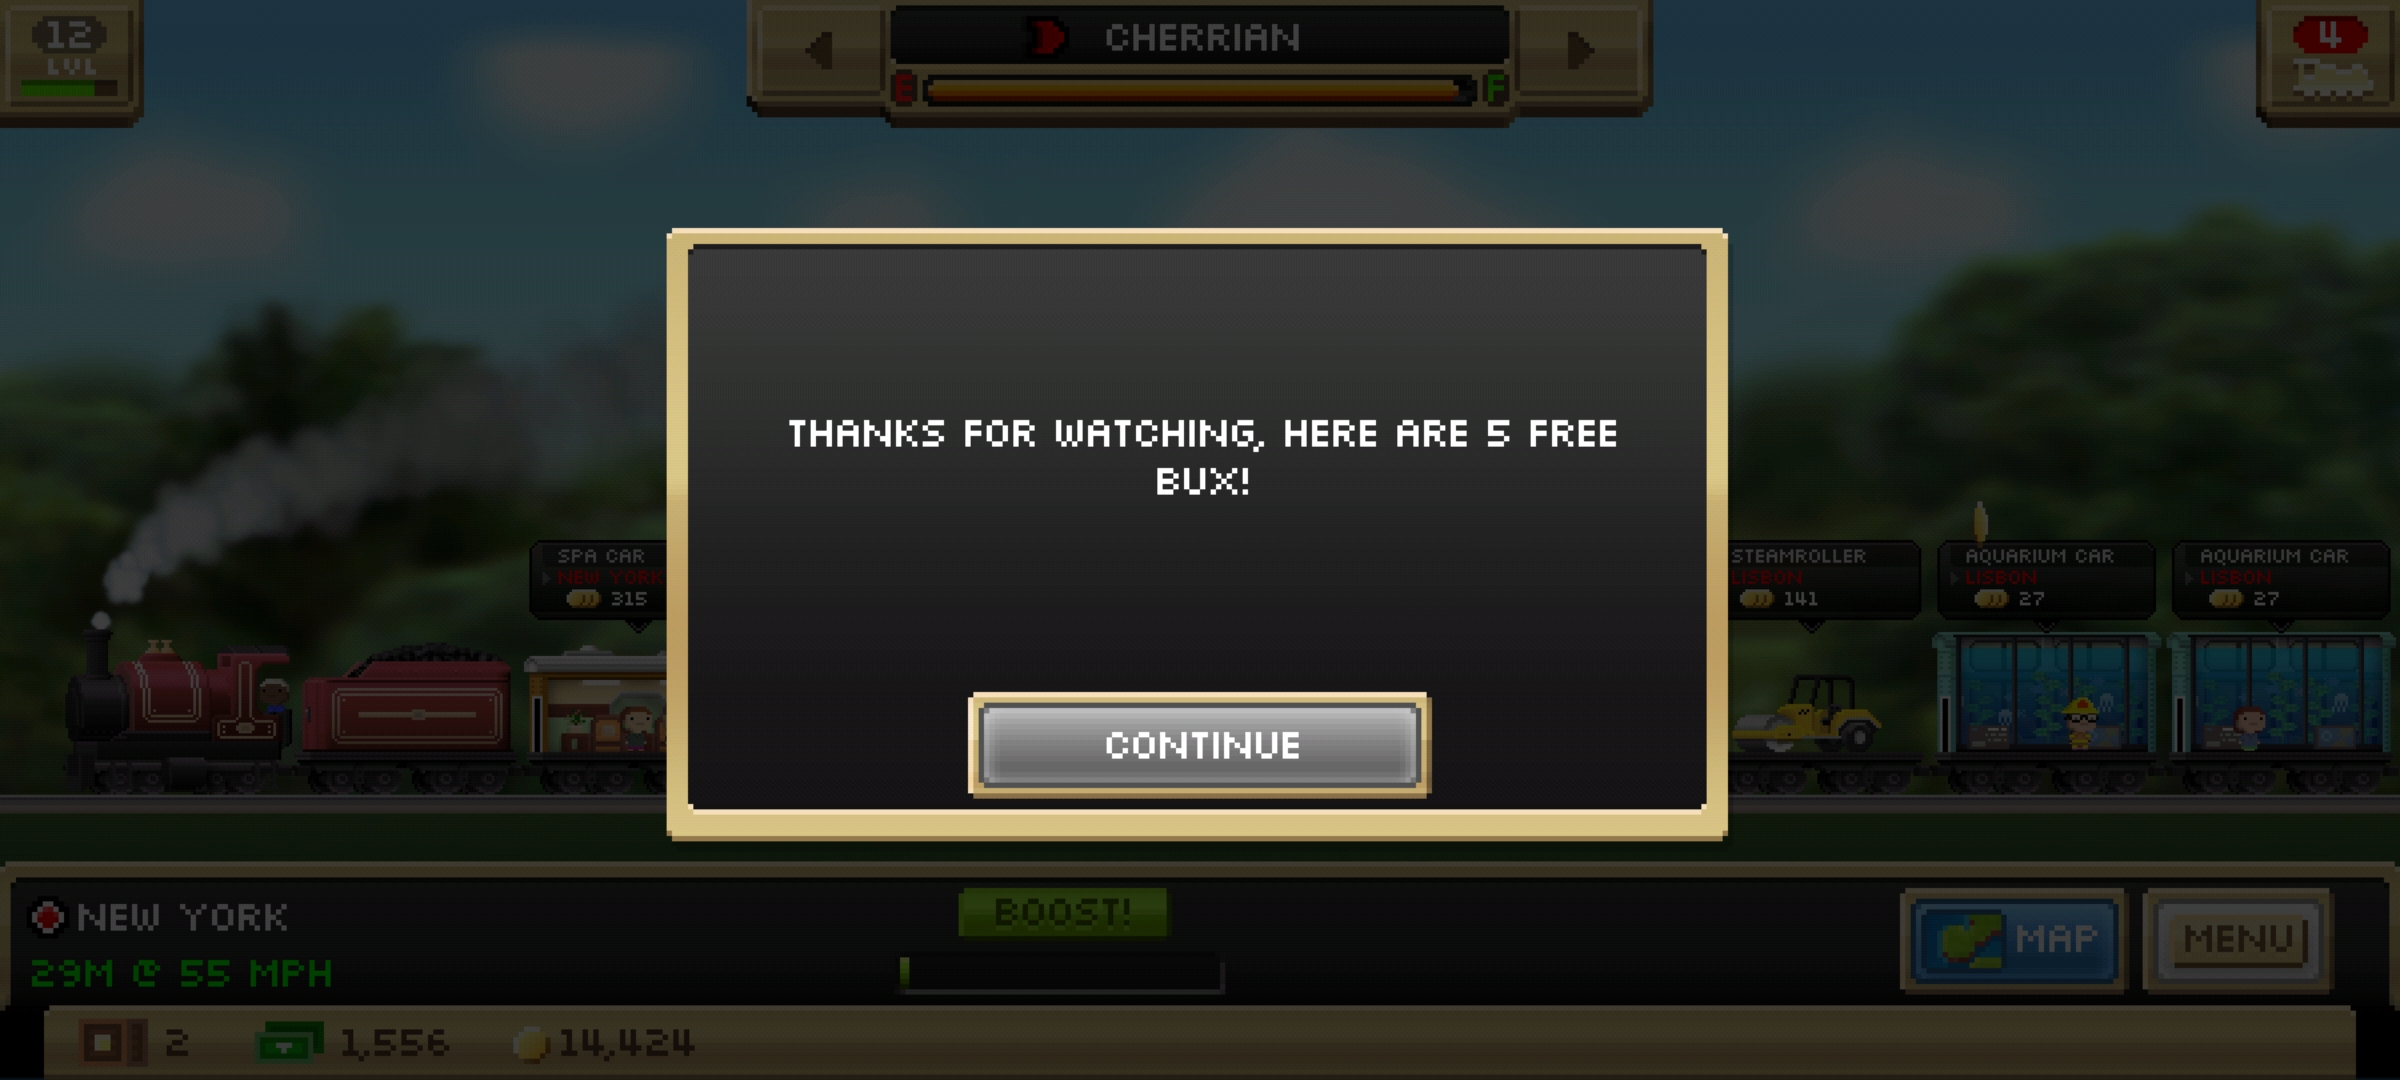 12
LVL
CHERRIAN
E
F
4
THANKS FOR WATCHING, HERE ARE 5 FREE
BUX!
CONTINUE
SPA CAR
NEW YORK
315
STEAMROLLER
LISBON
141
AQUARIUM CAR
LISBON
27
AQUARIUM CAR
LISBON
27
NEW YORK
29M @ 55 MPH
BOOST!
MAP
MENU
2
1,556
14,424